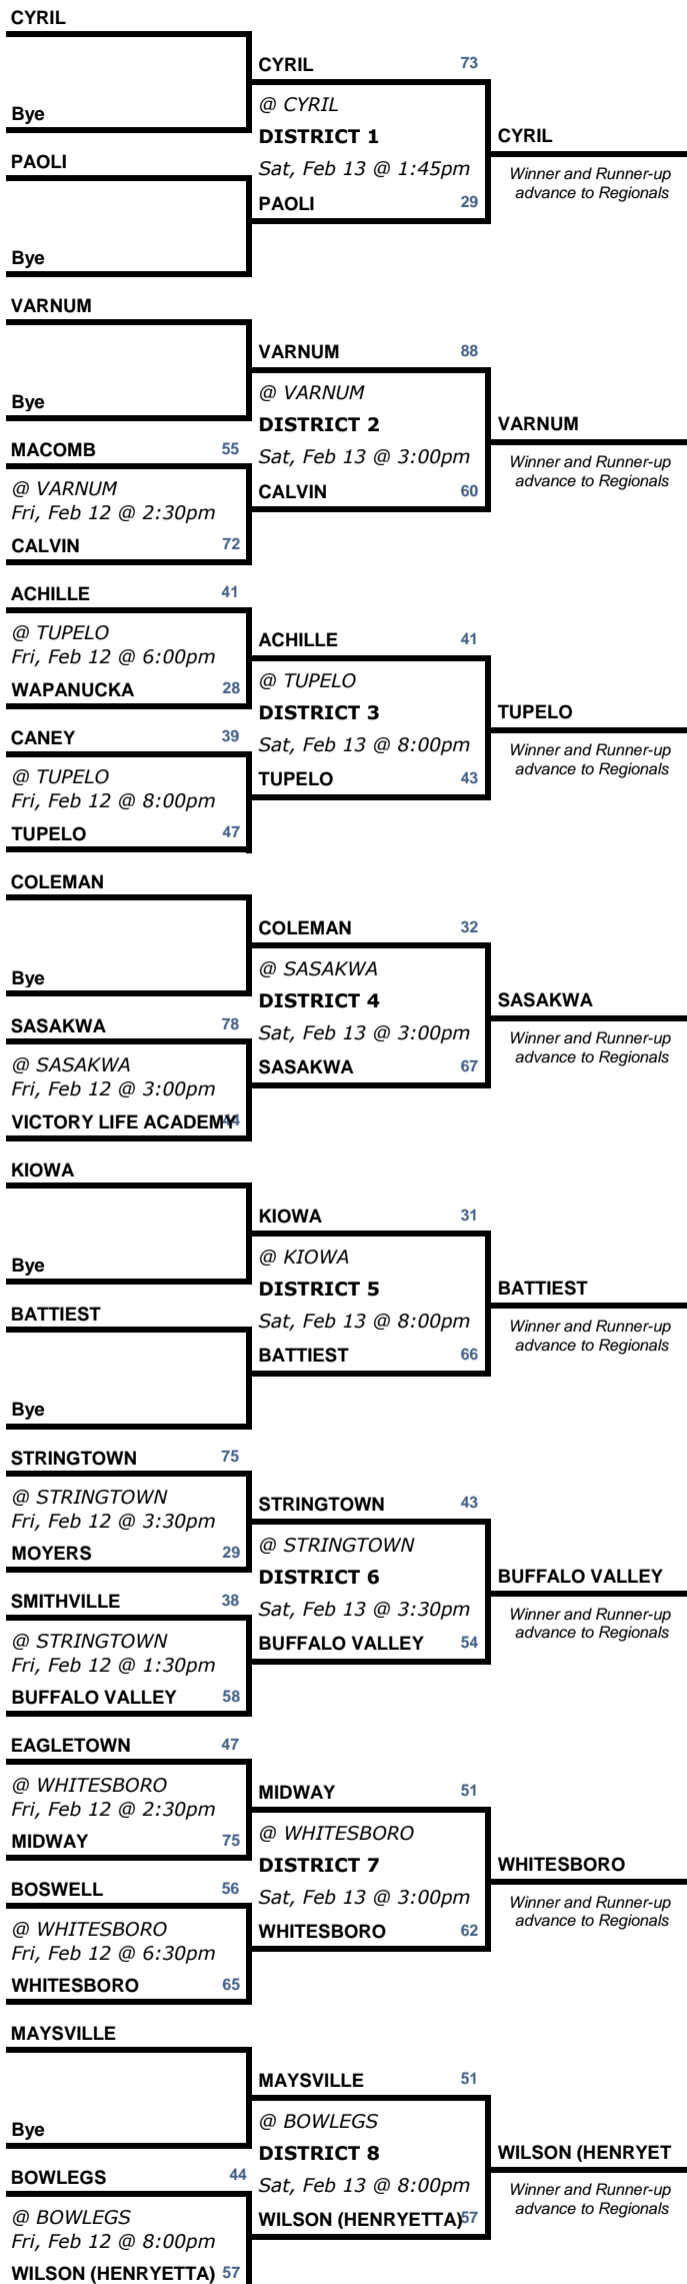 CYRIL
CYRIL 73
@ CYRIL
Bye
DISTRICT 1
CYRIL
PAOLI
Sat, Feb 13 @ 1:45pm
Winner and Runner-up
advance to Regionals
PAOLI 29
Bye
VARNUM
VARNUM 88
@ VARNUM
Bye
DISTRICT 2
VARNUM
MACOMB 55
Sat, Feb 13 @ 3:00pm
Winner and Runner-up
advance to Regionals
@ VARNUM
CALVIN 60
Fri, Feb 12 @ 2:30pm
CALVIN 72
ACHILLE 41
@ TUPELO
ACHILLE 41
Fri, Feb 12 @ 6:00pm
@ TUPELO
WAPANUCKA 28
DISTRICT 3
TUPELO
CANEY 39
Sat, Feb 13 @ 8:00pm
Winner and Runner-up
advance to Regionals
@ TUPELO
TUPELO 43
Fri, Feb 12 @ 8:00pm
TUPELO 47
COLEMAN
COLEMAN 32
@ SASAKWA
Bye
DISTRICT 4
SASAKWA
SASAKWA 78
Sat, Feb 13 @ 3:00pm
Winner and Runner-up
advance to Regionals
@ SASAKWA
SASAKWA 67
Fri, Feb 12 @ 3:00pm
VICTORY LIFE ACADEMY
KIOWA
KIOWA 31
@ KIOWA
Bye
DISTRICT 5
BATTIEST
BATTIEST
Sat, Feb 13 @ 8:00pm
Winner and Runner-up
advance to Regionals
BATTIEST 66
Bye
STRINGTOWN 75
@ STRINGTOWN
STRINGTOWN 43
Fri, Feb 12 @ 3:30pm
@ STRINGTOWN
MOYERS 29
DISTRICT 6
BUFFALO VALLEY
SMITHVILLE 38
Sat, Feb 13 @ 3:30pm
Winner and Runner-up
advance to Regionals
@ STRINGTOWN
BUFFALO VALLEY 54
Fri, Feb 12 @ 1:30pm
BUFFALO VALLEY 58
EAGLETOWN 47
@ WHITESBORO
MIDWAY 51
Fri, Feb 12 @ 2:30pm
@ WHITESBORO
MIDWAY 75
DISTRICT 7
WHITESBORO
BOSWELL 56
Sat, Feb 13 @ 3:00pm
Winner and Runner-up
advance to Regionals
@ WHITESBORO
WHITESBORO 62
Fri, Feb 12 @ 6:30pm
WHITESBORO 65
MAYSVILLE
MAYSVILLE 51
@ BOWLEGS
Bye
DISTRICT 8
WILSON (HENRYET
BOWLEGS 44
Sat, Feb 13 @ 8:00pm
Winner and Runner-up
advance to Regionals
@ BOWLEGS
WILSON (HENRYETTA) 57
Fri, Feb 12 @ 8:00pm
WILSON (HENRYETTA) 57